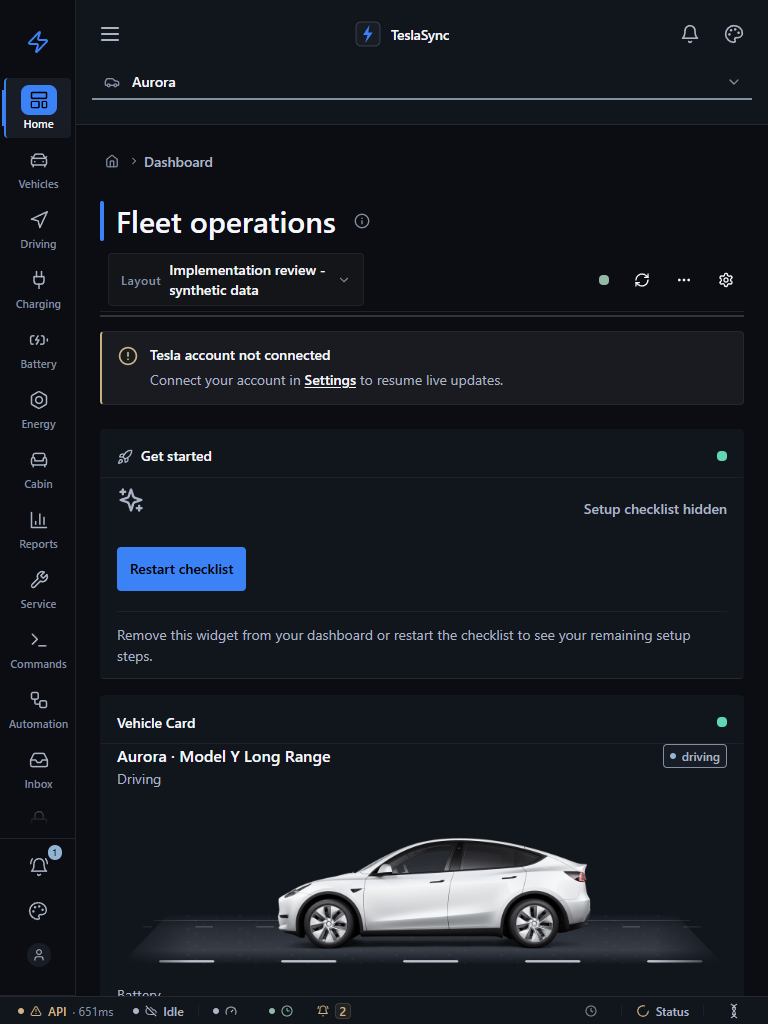 TeslaSync
Aurora
Home
Vehicles
Driving
Charging
Battery
Energy
Cabin
Reports
Service
Commands
Automation
Inbox
1
Dashboard
Fleet operations
Layout
Implementation review -
synthetic data
Tesla account not connected
Connect your account in Settings to resume live updates.
Get started
Setup checklist hidden
Restart checklist
Remove this widget from your dashboard or restart the checklist to see your remaining setup
steps.
Vehicle Card
Aurora · Model Y Long Range
driving
Driving
Battery
API · 651ms
Idle
2
Status